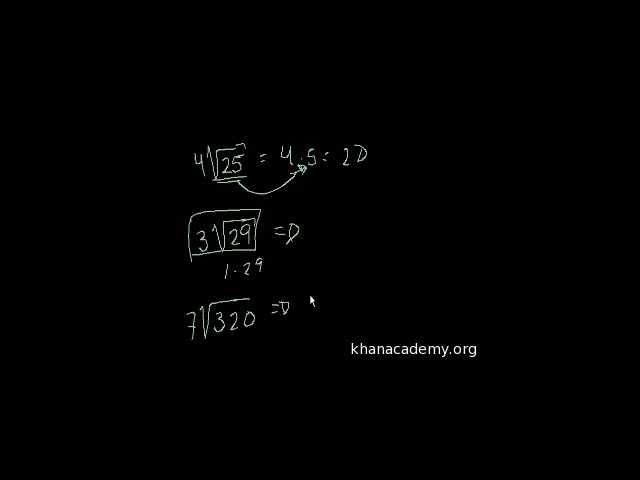 4√25 = 4·5 = 20
3√29 = D
1·29
7√320 = D
khanacademy.org